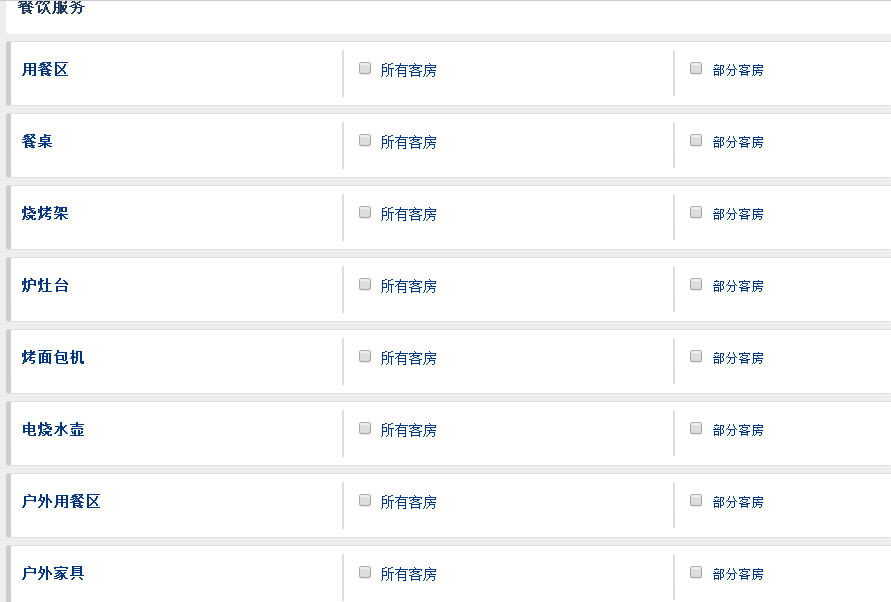 餐饮服务
用餐区 所有客房 部分客房
餐桌 所有客房 部分客房
烧烤架 所有客房 部分客房
炉灶台 所有客房 部分客房
烤面包机 所有客房 部分客房
电烧水壶 所有客房 部分客房
户外用餐区 所有客房 部分客房
户外家具 所有客房 部分客房